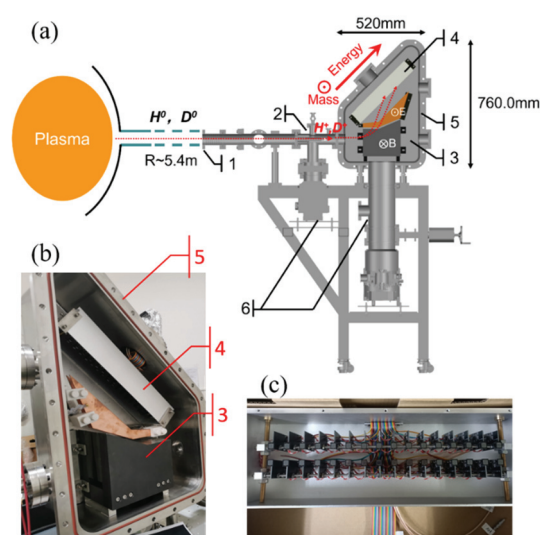 (a)
520mm
4
Energy
Mass
2
H⁰, D⁰
H⁺ D⁺
⊙E
5
760.0mm
Plasma
3
⊗B
R~5.4m
1
(b)
5
6
4
(c)
3